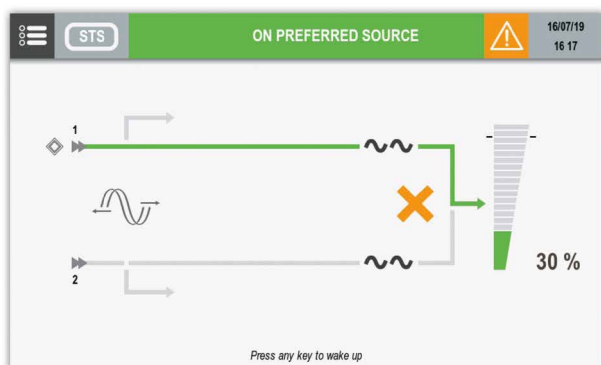 STS
ON PREFERRED SOURCE
16/07/19
16 17
1
2
30 %
Press any key to wake up